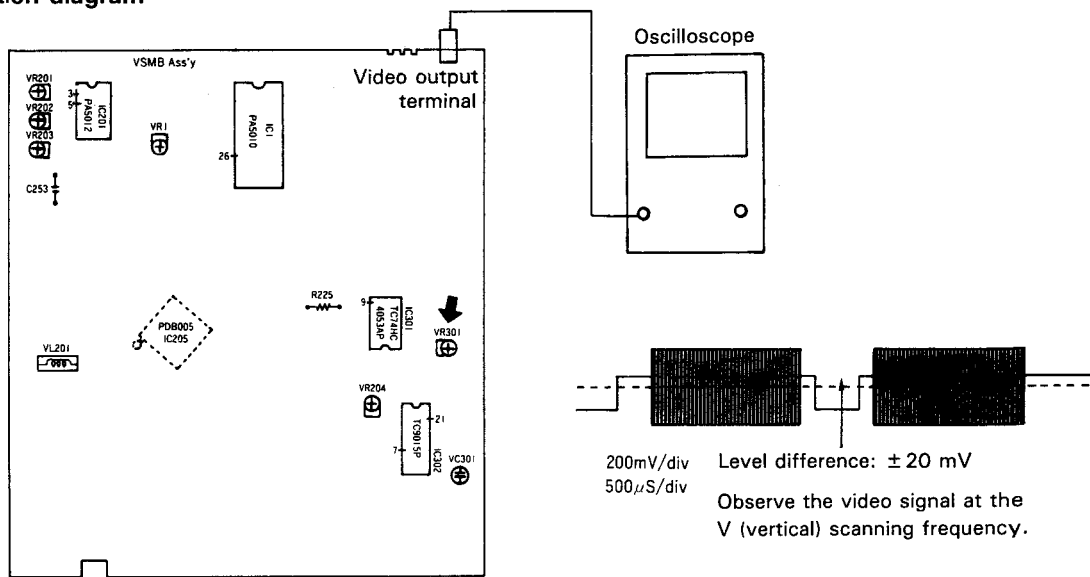 tion diagram
VSMB Ass'y
Oscilloscope
Video output
terminal
VR201
VR202
VR203
3
5
IC201
PA5012
VR1
IC1
PA5010
26
C253
R225
9
TC74HC
4053AP
IC301
VR301
PDB005
IC205
VL201
VR204
21
7
TC9015P
IC302
VC301
200mV/div
500μS/div
Level difference: ± 20 mV
Observe the video signal at the
V (vertical) scanning frequency.